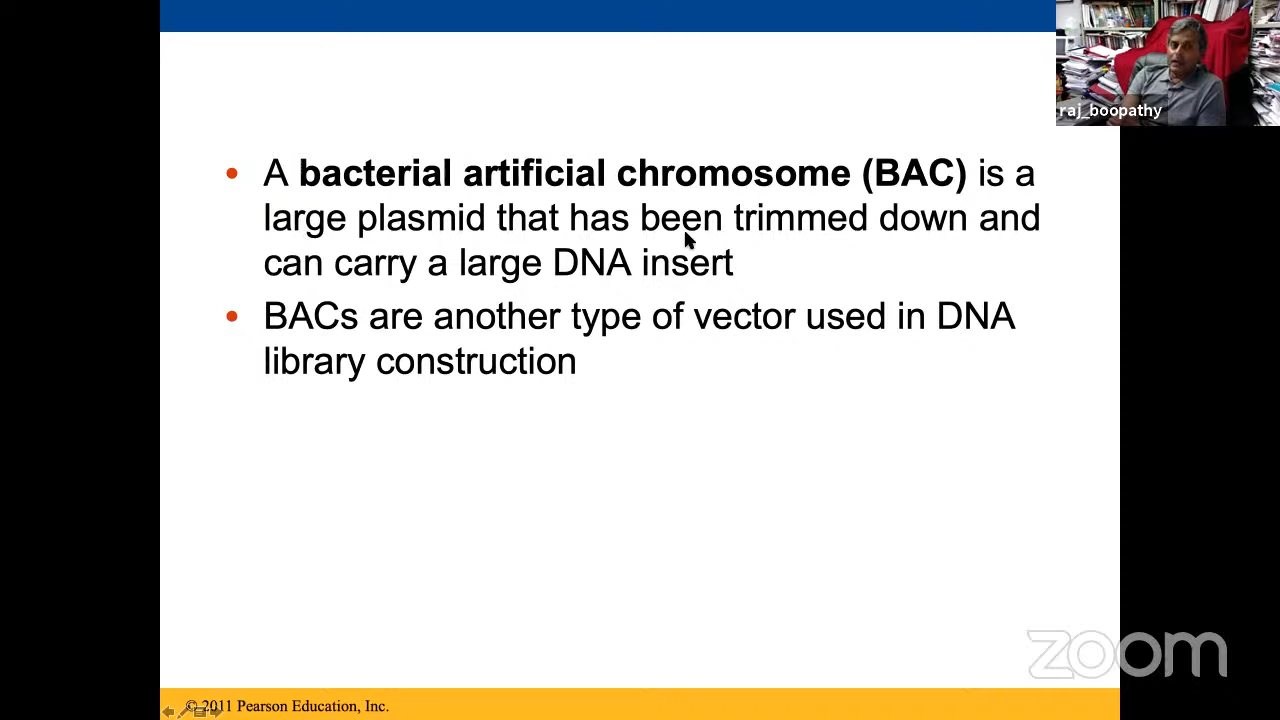 raj_boopathy
• A bacterial artificial chromosome (BAC) is a
large plasmid that has been trimmed down and
can carry a large DNA insert
• BACs are another type of vector used in DNA
library construction
zoom
© 2011 Pearson Education, Inc.